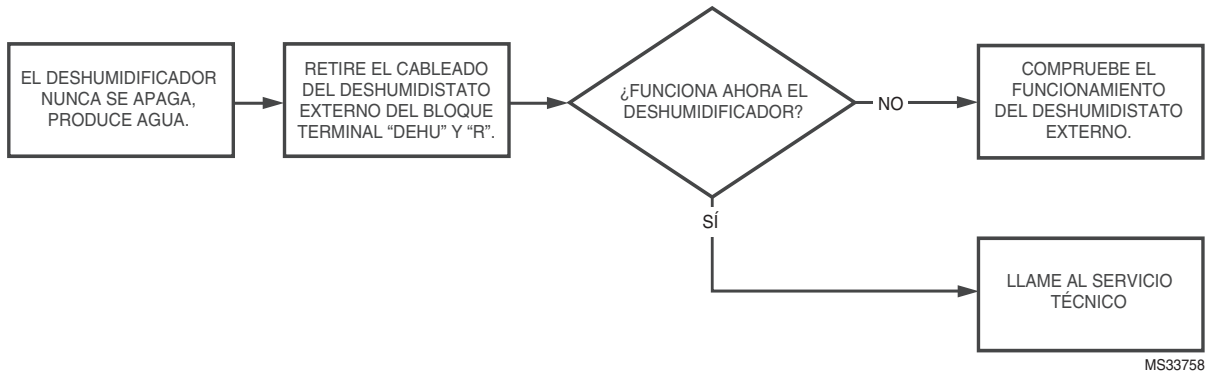 EL DESHUMIDIFICADOR
NUNCA SE APAGA,
PRODUCE AGUA.
RETIRE EL CABLEADO
DEL DESHUMIDISTATO
EXTERNO DEL BLOQUE
TERMINAL “DEHU” Y “R”.
¿FUNCIONA AHORA EL
DESHUMIDIFICADOR?
NO
COMPRUEBE EL
FUNCIONAMIENTO
DEL DESHUMIDISTATO
EXTERNO.
SÍ
LLAME AL SERVICIO
TÉCNICO
MS33758